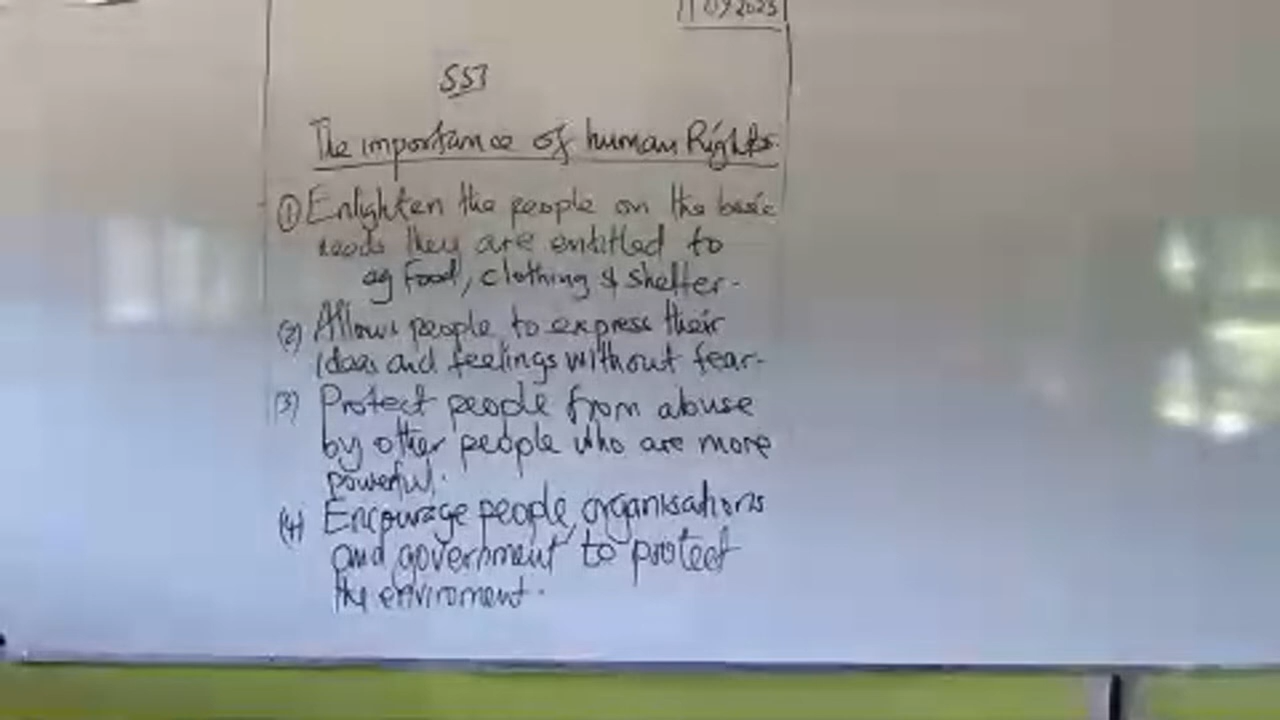 SST
The importance of human Rights.
① Enlighten the people on the basic
needs they are entitled to
eg food, clothing & shelter.
(2) Allows people to express their
Ideas and feelings without fear.
(3) Protect people from abuse
by other people who are more
powerful.
(4) Encourage people, organisations
and government to protect
the enviroment.